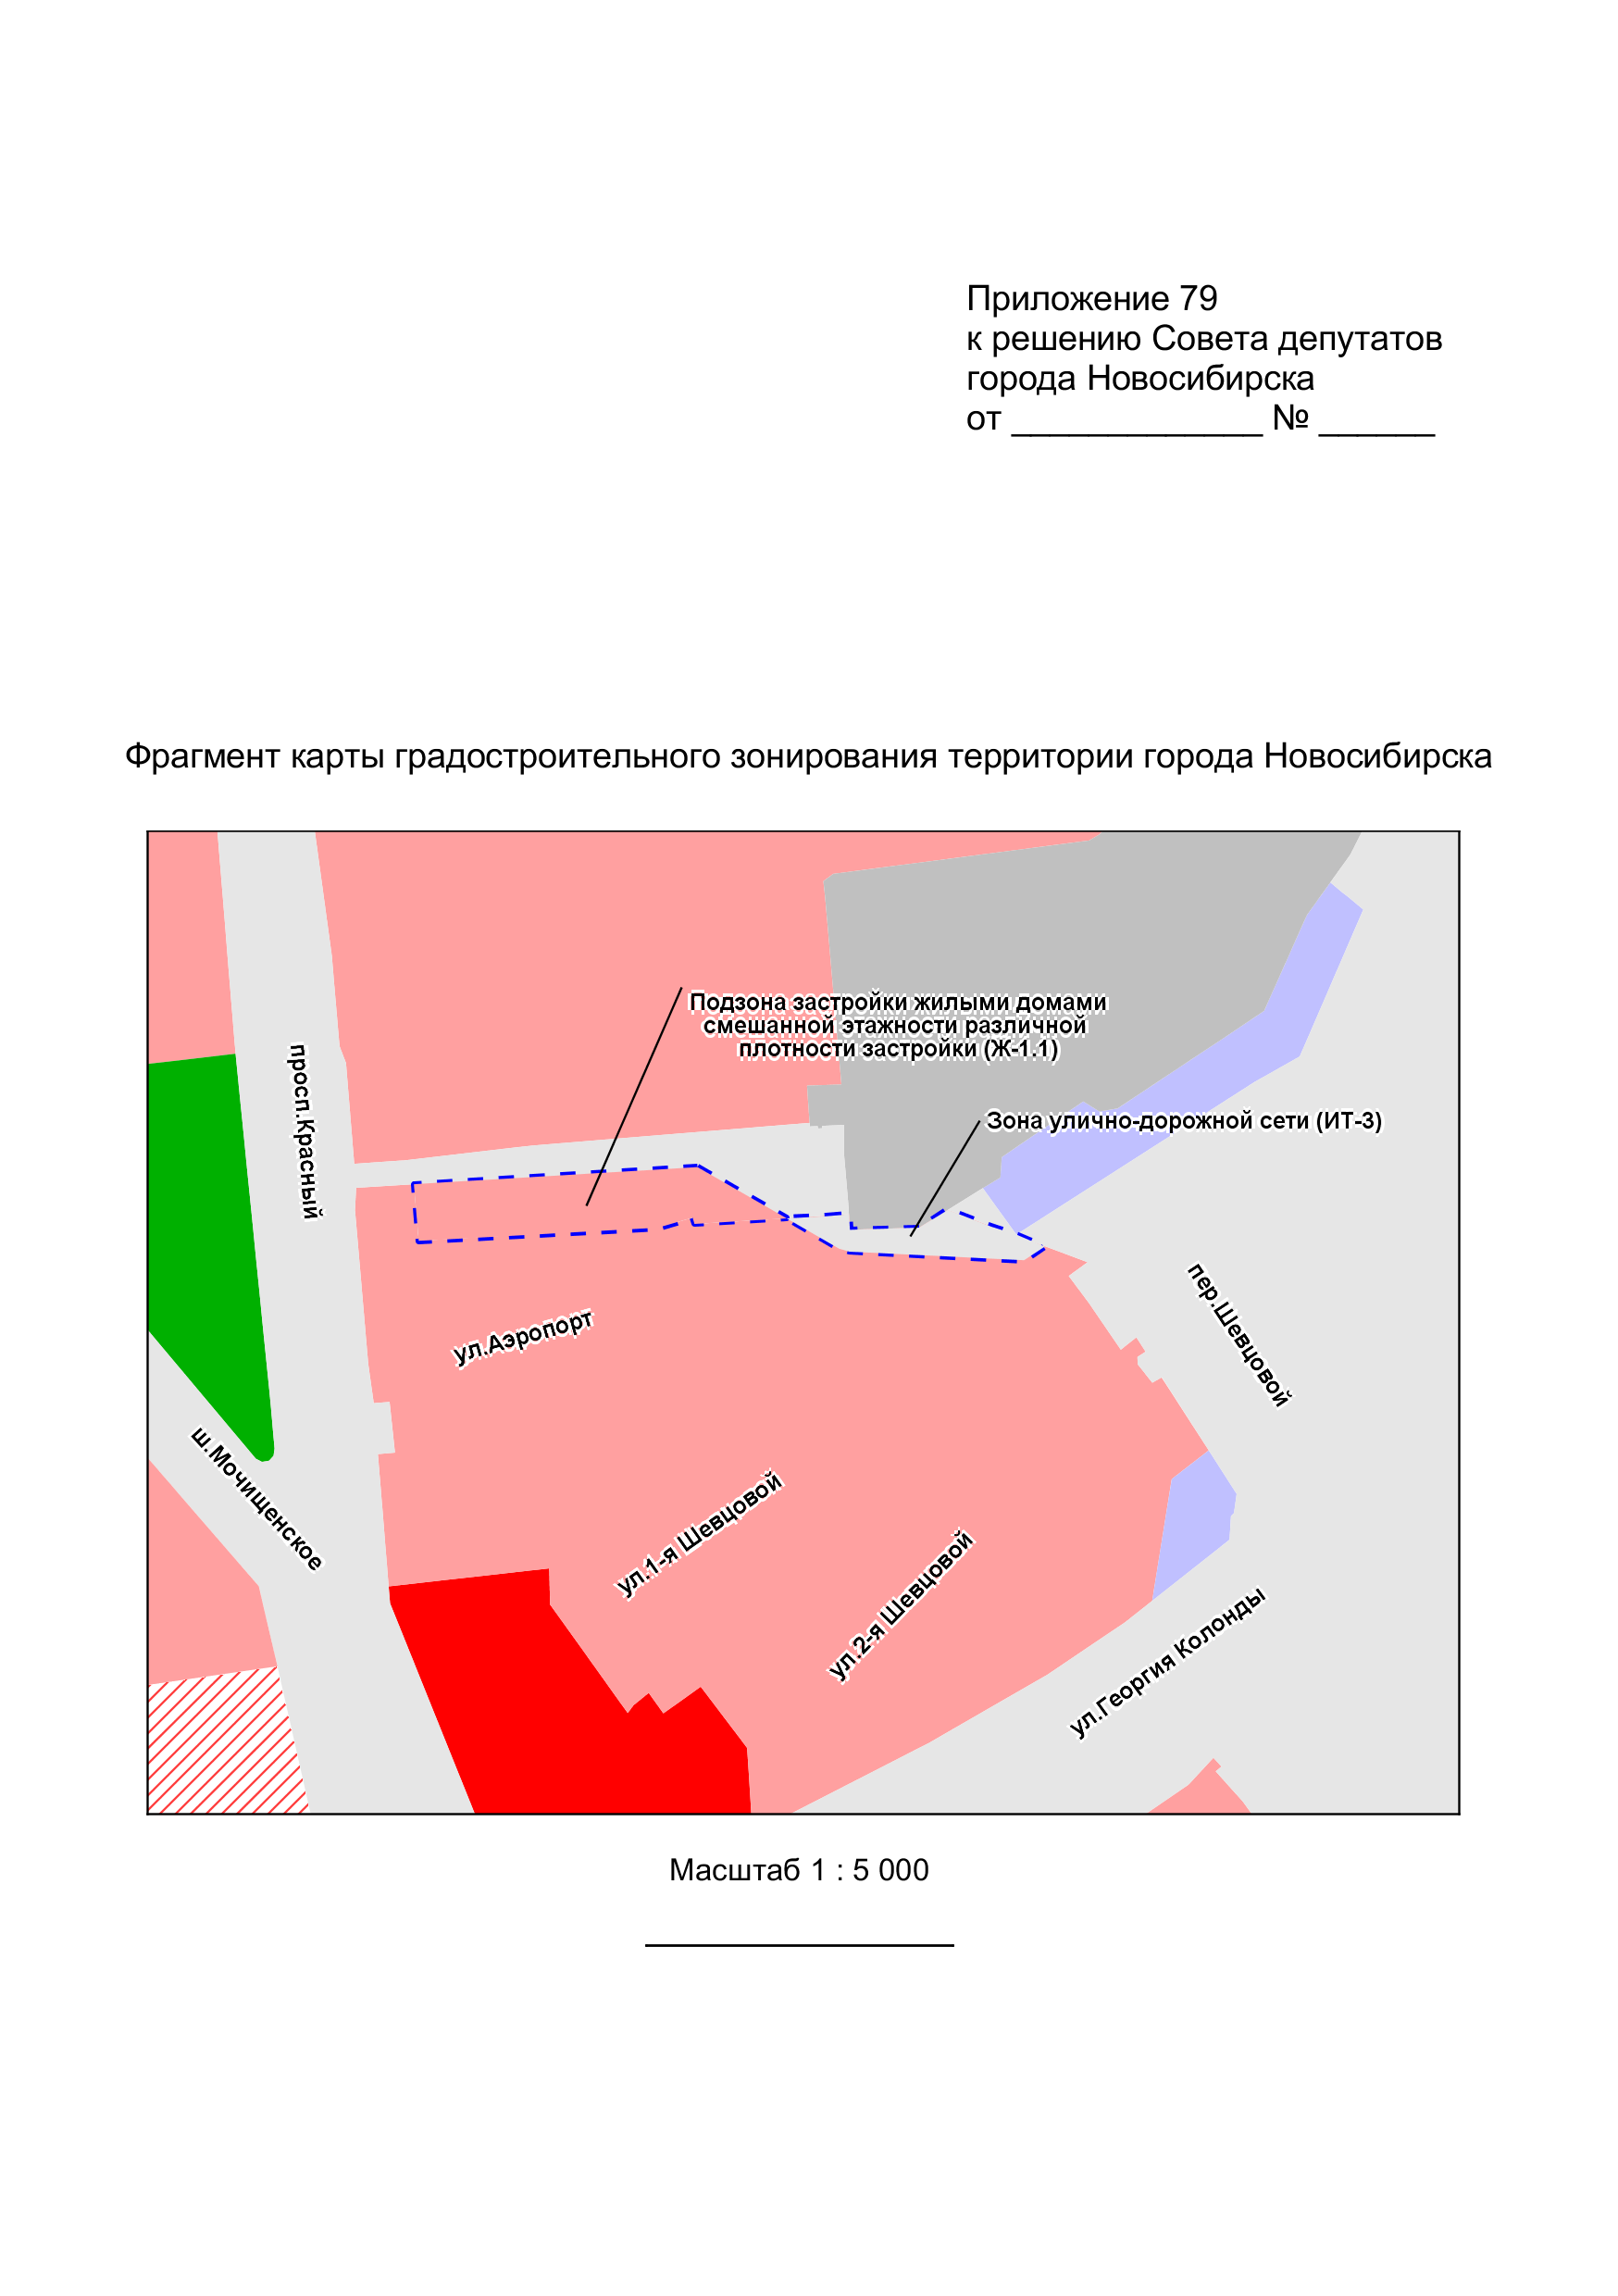 Приложение 79
к решению Совета депутатов
города Новосибирска
от _____________ № ______
Фрагмент карты градостроительного зонирования территории города Новосибирска
Подзона застройки жилыми домами
смешанной этажности различной
плотности застройки (Ж-1.1)
Зона улично-дорожной сети (ИТ-3)
просп.Красный
пер.Шевцовой
ул.Аэропорт
ш.Мочищенское
ул.1-я Шевцовой
ул.2-я Шевцовой
ул.Георгия Колонды
Масштаб 1 : 5 000